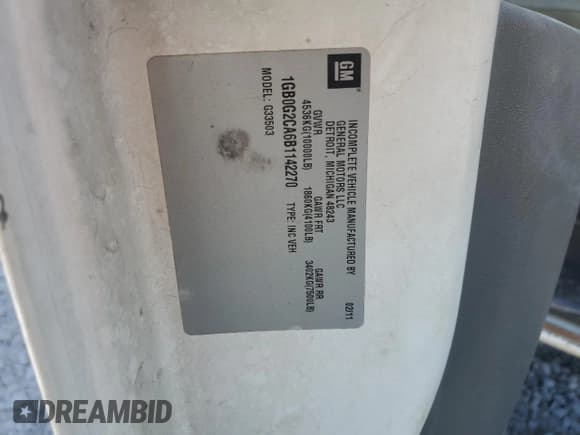 GM
INCOMPLETE VEHICLE MANUFACTURED BY
GENERAL MOTORS LLC
DETROIT, MICHIGAN 48243
02/11
GVWR GAWR FRT GAWR RR
4536KG(10000LB) 1860KG(4100LB) 3402KG(7500LB)
1GB0G2CA6B1142270 TYPE: INC VEH
MODEL: G33503
DREAMBID